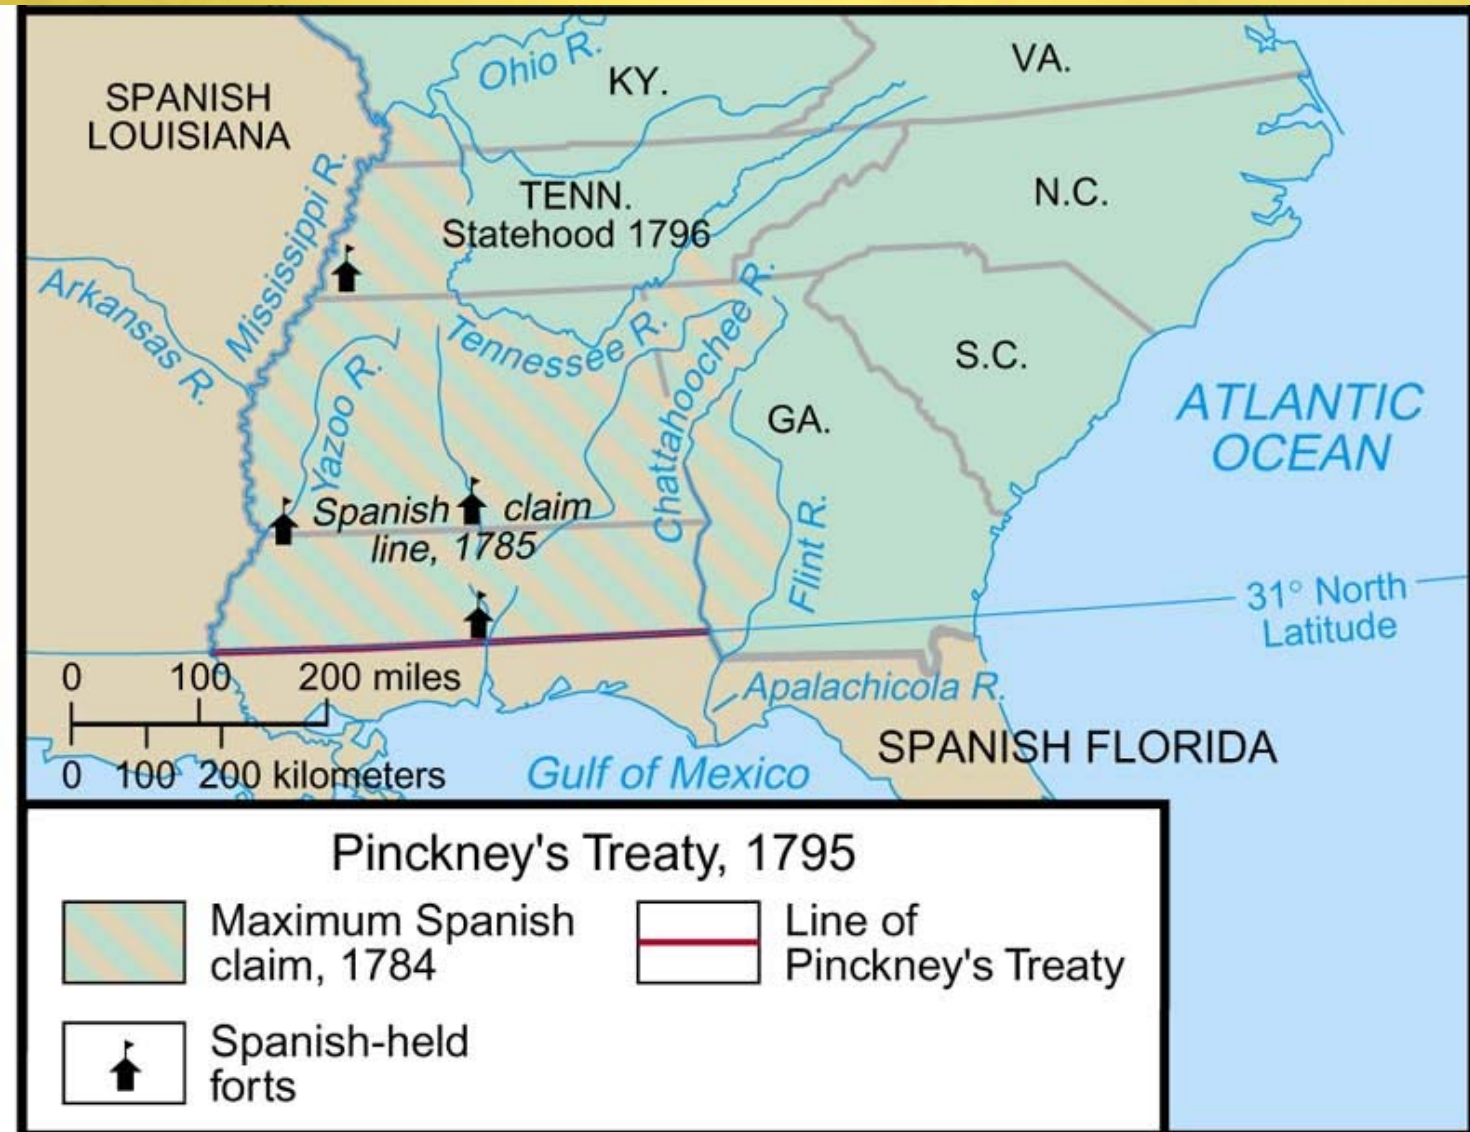 Ohio R.
KY.
VA.
SPANISH
LOUISIANA
Mississippi R.
TENN.
Statehood 1796
N.C.
Arkansas R.
Tennessee R.
Chattahoochee R.
S.C.
Yazoo R.
GA.
ATLANTIC
OCEAN
Spanish claim
line, 1785
Flint R.
31° North
Latitude
0 100 200 miles
0 100 200 kilometers
Apalachicola R.
SPANISH FLORIDA
Gulf of Mexico
Pinckney's Treaty, 1795
Maximum Spanish
claim, 1784
Line of
Pinckney's Treaty
Spanish-held
forts